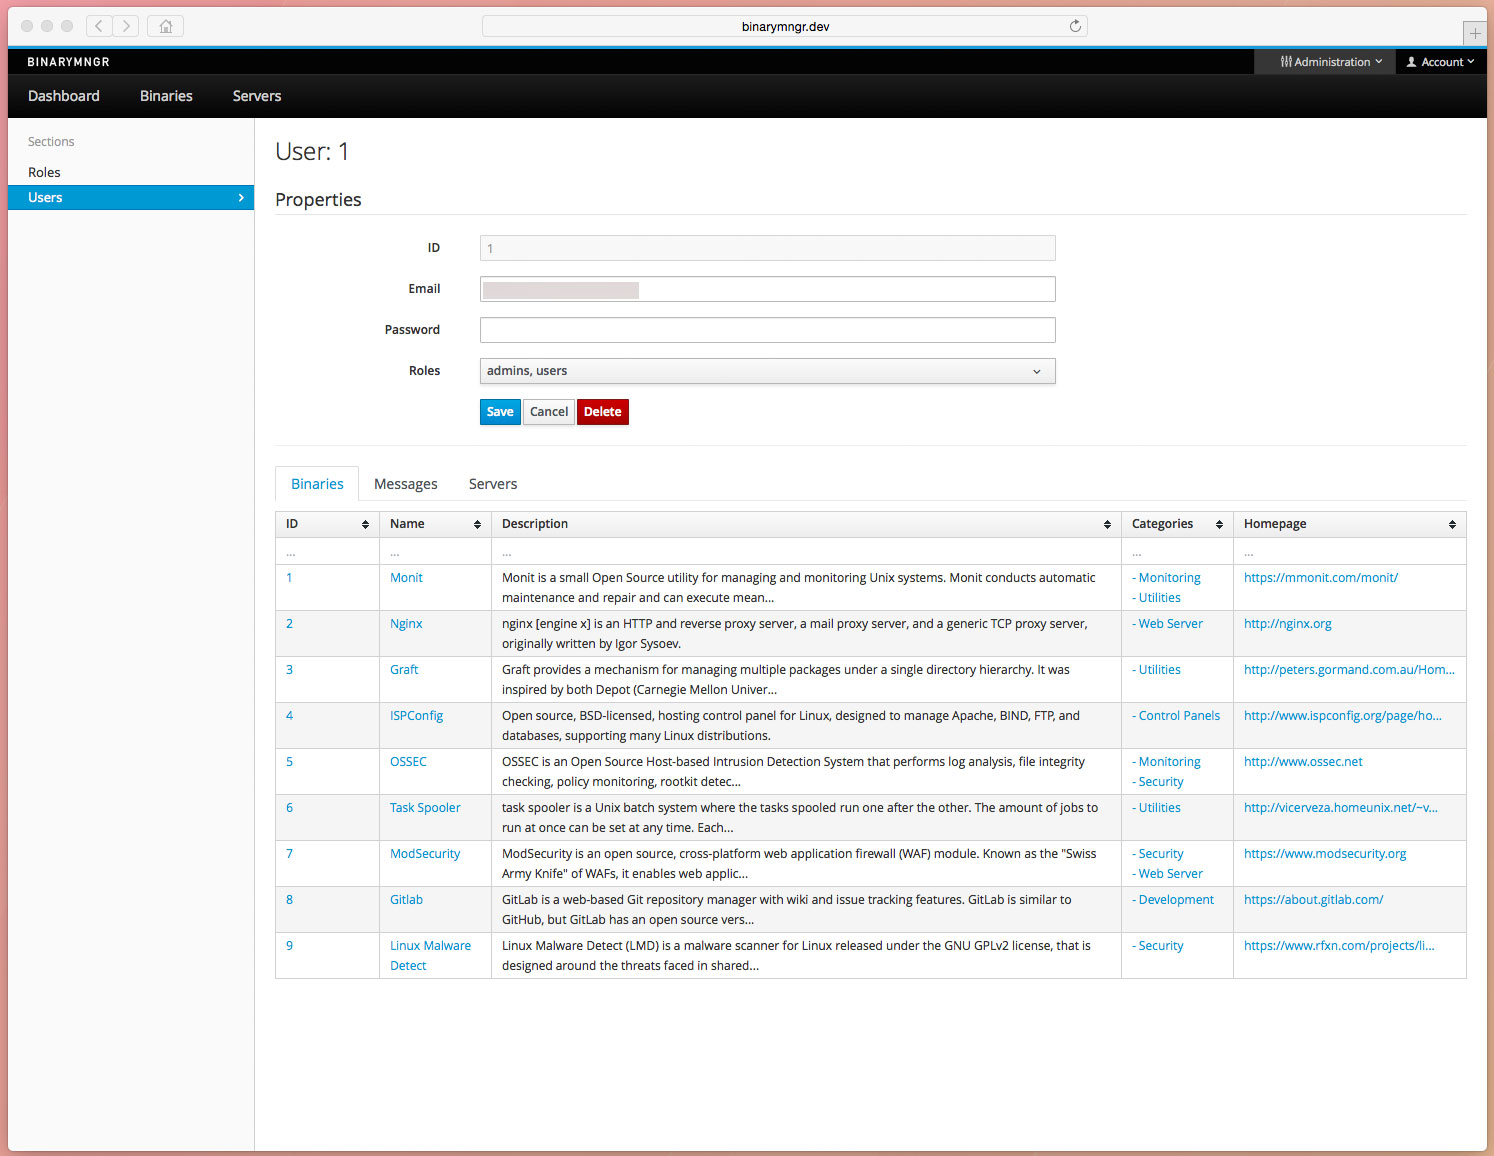 binarymngr.dev
BINARYMNGR
Administration
Account
Dashboard
Binaries
Servers
Sections
Roles
Users
User: 1
Properties
ID
1
Email
Password
Roles
admins, users
Save
Cancel
Delete
Binaries
Messages
Servers
ID
Name
Description
Categories
Homepage
...
...
...
...
...
1
Monit
Monit is a small Open Source utility for managing and monitoring Unix systems. Monit conducts automatic
maintenance and repair and can execute mean...
- Monitoring
- Utilities
https://mmonit.com/monit/
2
Nginx
nginx [engine x] is an HTTP and reverse proxy server, a mail proxy server, and a generic TCP proxy server,
originally written by Igor Sysoev.
- Web Server
http://nginx.org
3
Graft
Graft provides a mechanism for managing multiple packages under a single directory hierarchy. It was
inspired by both Depot (Carnegie Mellon Univer...
- Utilities
http://peters.gormand.com.au/Hom...
4
ISPConfig
Open source, BSD-licensed, hosting control panel for Linux, designed to manage Apache, BIND, FTP, and
databases, supporting many Linux distributions.
- Control Panels
http://www.ispconfig.org/page/ho...
5
OSSEC
OSSEC is an Open Source Host-based Intrusion Detection System that performs log analysis, file integrity
checking, policy monitoring, rootkit detec...
- Monitoring
- Security
http://www.ossec.net
6
Task Spooler
task spooler is a Unix batch system where the tasks spooled run one after the other. The amount of jobs to
run at once can be set at any time. Each...
- Utilities
http://vicerveza.homeunix.net/~v...
7
ModSecurity
ModSecurity is an open source, cross-platform web application firewall (WAF) module. Known as the "Swiss
Army Knife" of WAFs, it enables web applic...
- Security
- Web Server
https://www.modsecurity.org
8
Gitlab
GitLab is a web-based Git repository manager with wiki and issue tracking features. GitLab is similar to
GitHub, but GitLab has an open source vers...
- Development
https://about.gitlab.com/
9
Linux Malware
Detect
Linux Malware Detect (LMD) is a malware scanner for Linux released under the GNU GPLv2 license, that is
designed around the threats faced in shared...
- Security
https://www.rfxn.com/projects/li...